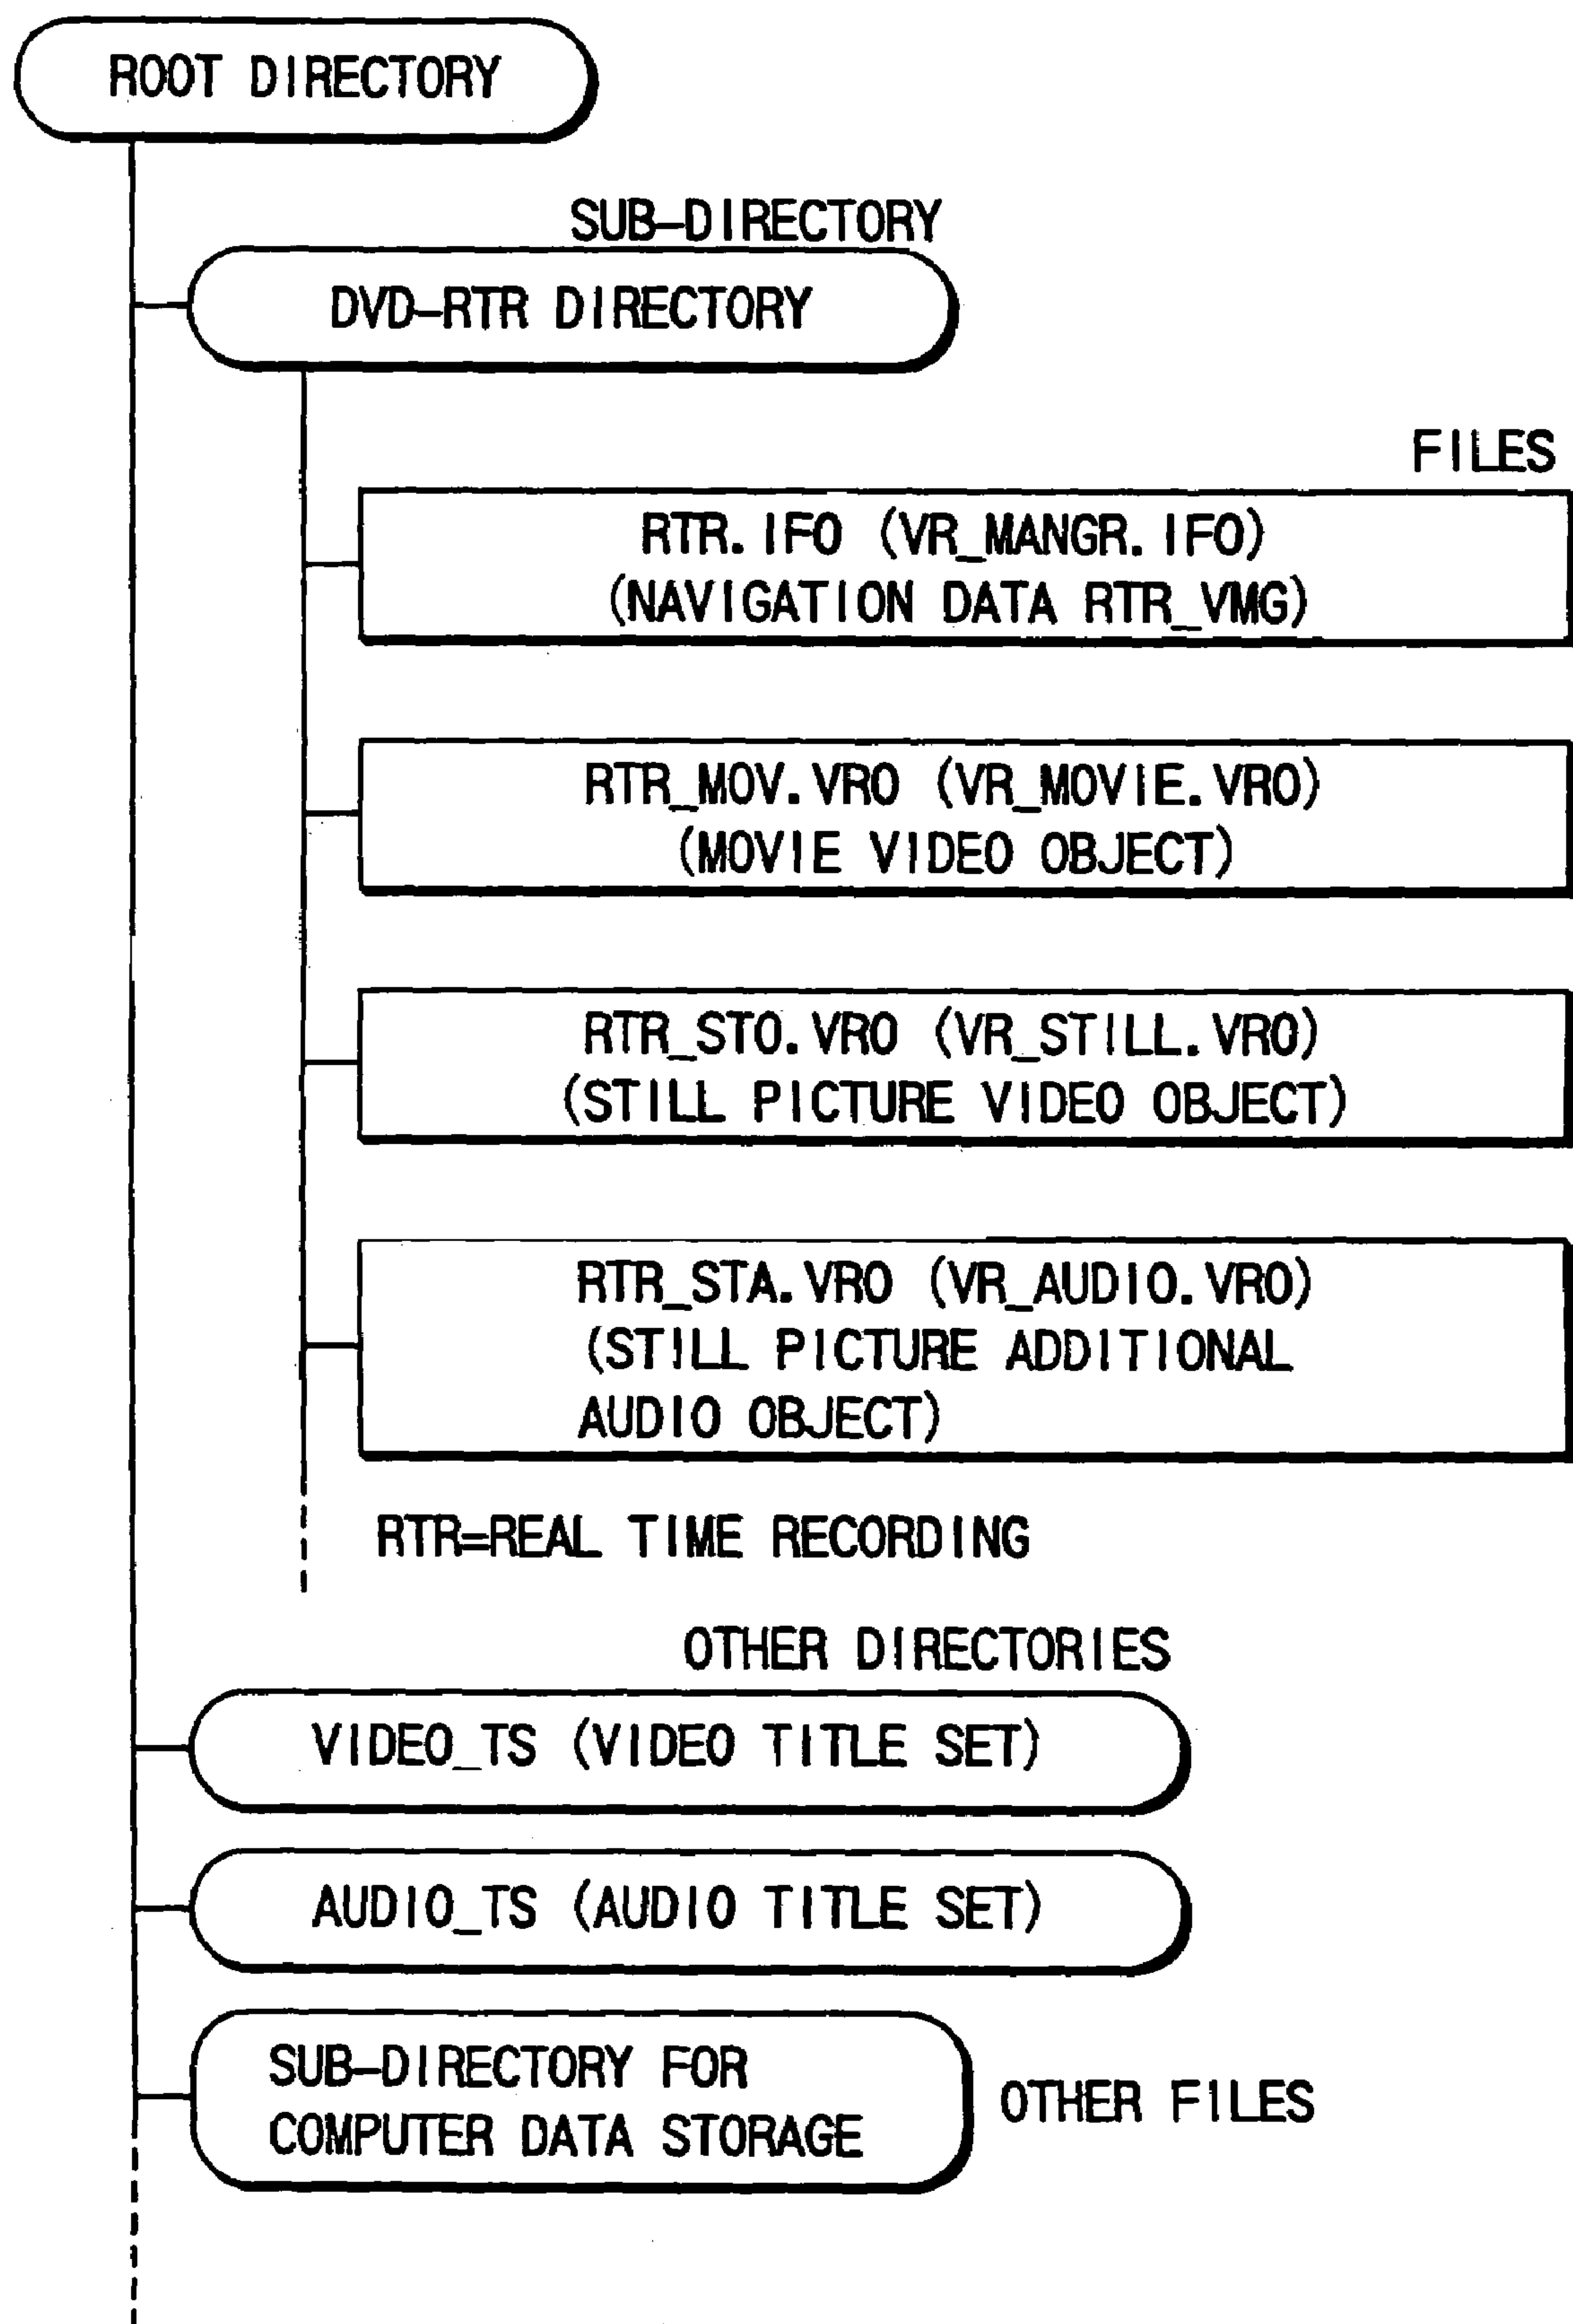 ROOT DIRECTORY
SUB-DIRECTORY
DVD-RTR DIRECTORY
FILES
RTR.IFO (VR_MANGR.IFO)
(NAVIGATION DATA RTR_VMG)
RTR_MOV.VRO (VR_MOVIE.VRO)
(MOVIE VIDEO OBJECT)
RTR_STO.VRO (VR_STILL.VRO)
(STILL PICTURE VIDEO OBJECT)
RTR_STA.VRO (VR_AUDIO.VRO)
(STILL PICTURE ADDITIONAL
AUDIO OBJECT)
RTR=REAL TIME RECORDING
OTHER DIRECTORIES
VIDEO_TS (VIDEO TITLE SET)
AUDIO_TS (AUDIO TITLE SET)
SUB-DIRECTORY FOR
COMPUTER DATA STORAGE
OTHER FILES